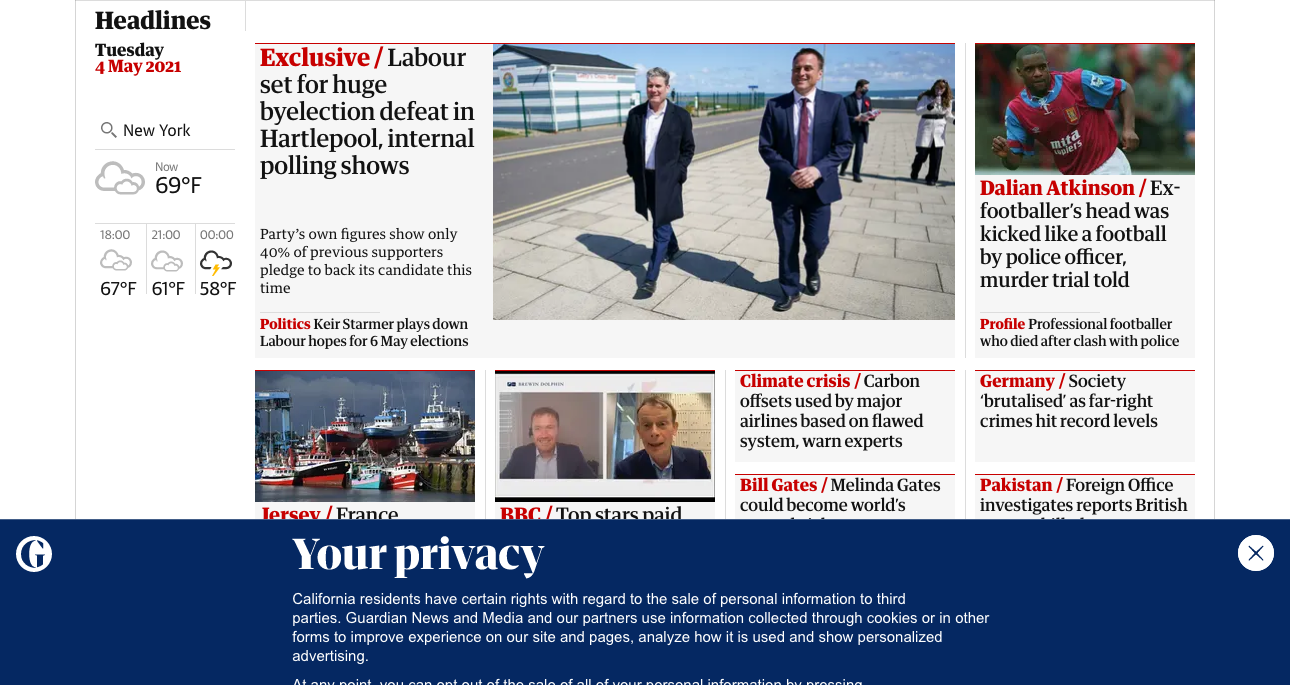 Headlines
Tuesday
4 May 2021
New York
Now
69°F
18:00
21:00
00:00
67°F
61°F
58°F
Exclusive / Labour
set for huge
byelection defeat in
Hartlepool, internal
polling shows
Party's own figures show only
40% of previous supporters
pledge to back its candidate this
time
Politics Keir Starmer plays down
Labour hopes for 6 May elections
mita
copiers
Dalian Atkinson / Ex-
footballer's head was
kicked like a football
by police officer,
murder trial told
Profile Professional footballer
who died after clash with police
Jersey / France
BREWIN DOLPHIN
BBC / Top stars paid
Climate crisis / Carbon
offsets used by major
airlines based on flawed
system, warn experts
Bill Gates / Melinda Gates
could become world's
Germany / Society
‘brutalised’ as far-right
crimes hit record levels
Pakistan / Foreign Office
investigates reports British
G
Your privacy
California residents have certain rights with regard to the sale of personal information to third
parties. Guardian News and Media and our partners use information collected through cookies or in other
forms to improve experience on our site and pages, analyze how it is used and show personalized
advertising.
At any point, you can opt out of the sale of all of your personal information by pressing